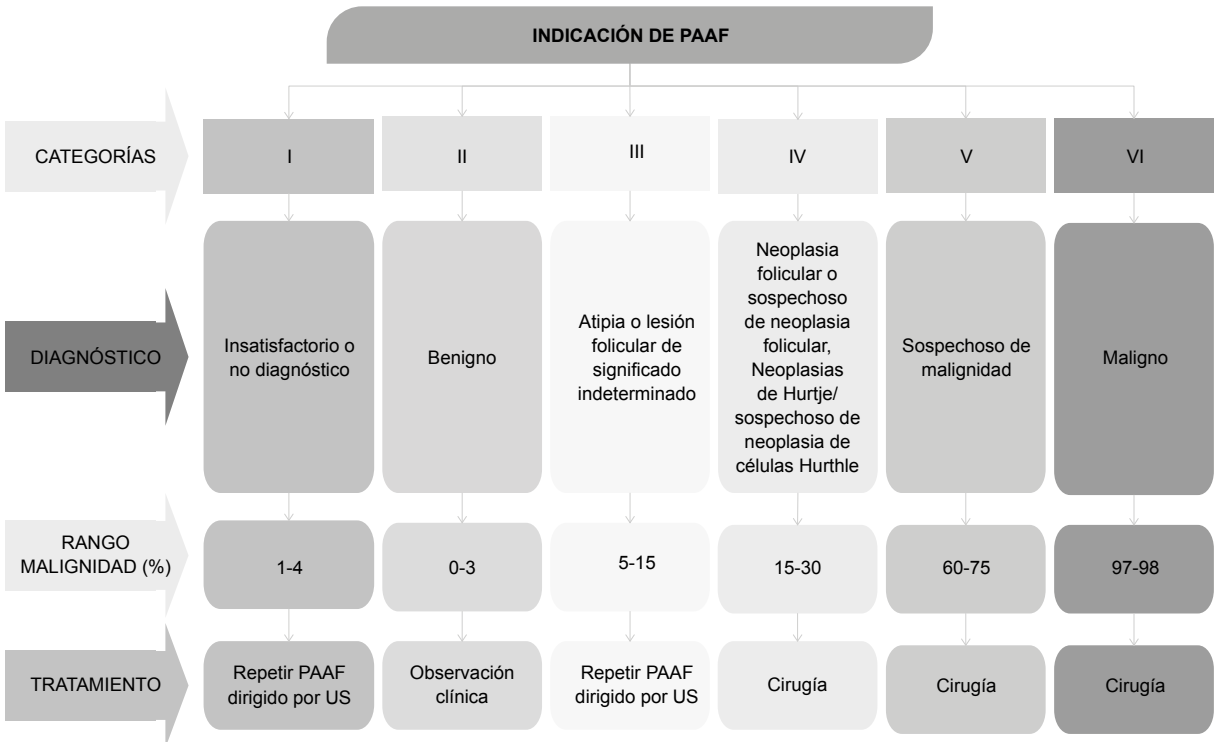 INDICACIÓN DE PAAF
CATEGORÍAS
I
II
III
IV
V
VI
DIAGNÓSTICO
Insatisfactorio o
no diagnóstico
Benigno
Atipia o lesión
folicular de
significado
indeterminado
Neoplasia
folicular o
sospechoso
de neoplasia
folicular,
Neoplasias
de Hurtje/
sospechoso de
neoplasia de
células Hurthle
Sospechoso de
malignidad
Maligno
RANGO
MALIGNIDAD (%)
1-4
0-3
5-15
15-30
60-75
97-98
TRATAMIENTO
Repetir PAAF
dirigido por US
Observación
clínica
Repetir PAAF
dirigido por US
Cirugía
Cirugía
Cirugía